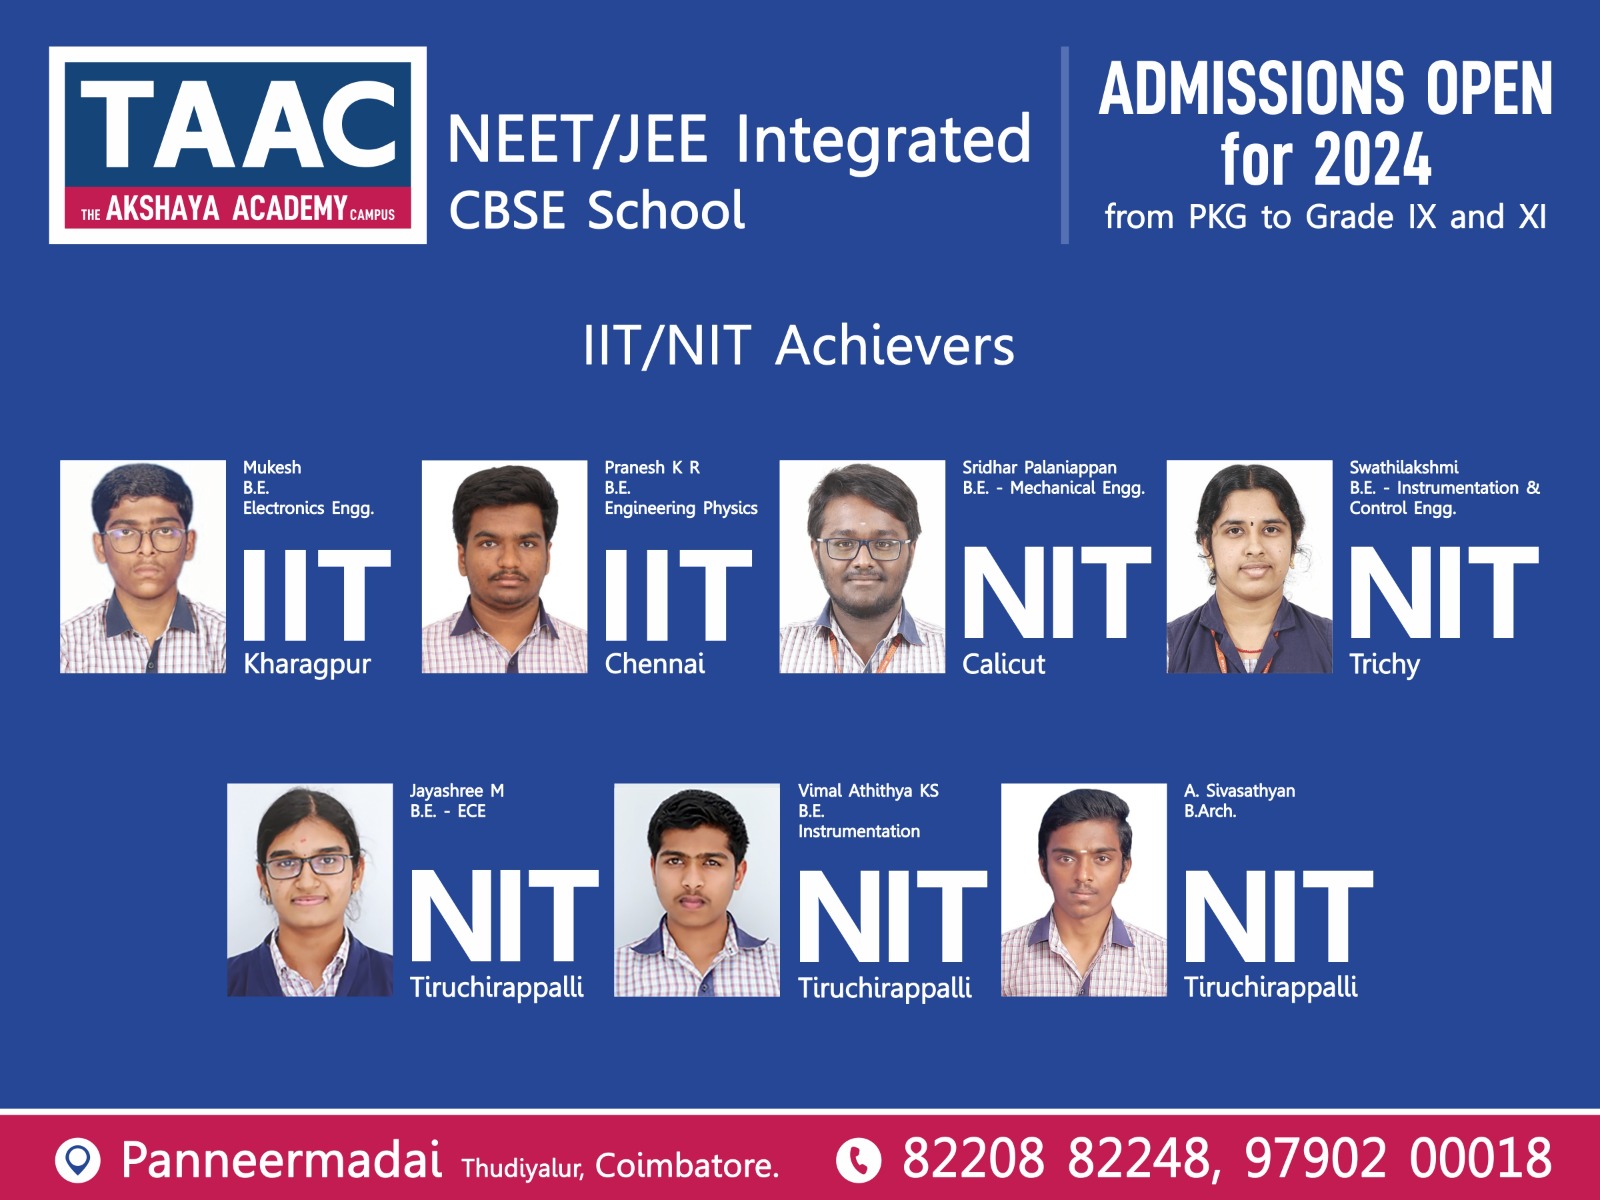 TAAC
THE AKSHAYA ACADEMY CAMPUS
NEET/JEE Integrated
CBSE School
ADMISSIONS OPEN
for 2024
from PKG to Grade IX and XI
IIT/NIT Achievers
Mukesh
B.E.
Electronics Engg.
IIT
Kharagpur
Pranesh K R
B.E.
Engineering Physics
IIT
Chennai
Sridhar Palaniappan
B.E. - Mechanical Engg.
NIT
Calicut
Swathilakshmi
B.E. - Instrumentation &
Control Engg.
NIT
Trichy
Jayashree M
B.E. - ECE
NIT
Tiruchirappalli
Vimal Athithya KS
B.E.
Instrumentation
NIT
Tiruchirappalli
A. Sivasathyan
B.Arch.
NIT
Tiruchirappalli
Panneermadai Thudiyalur, Coimbatore.
82208 82248, 97902 00018